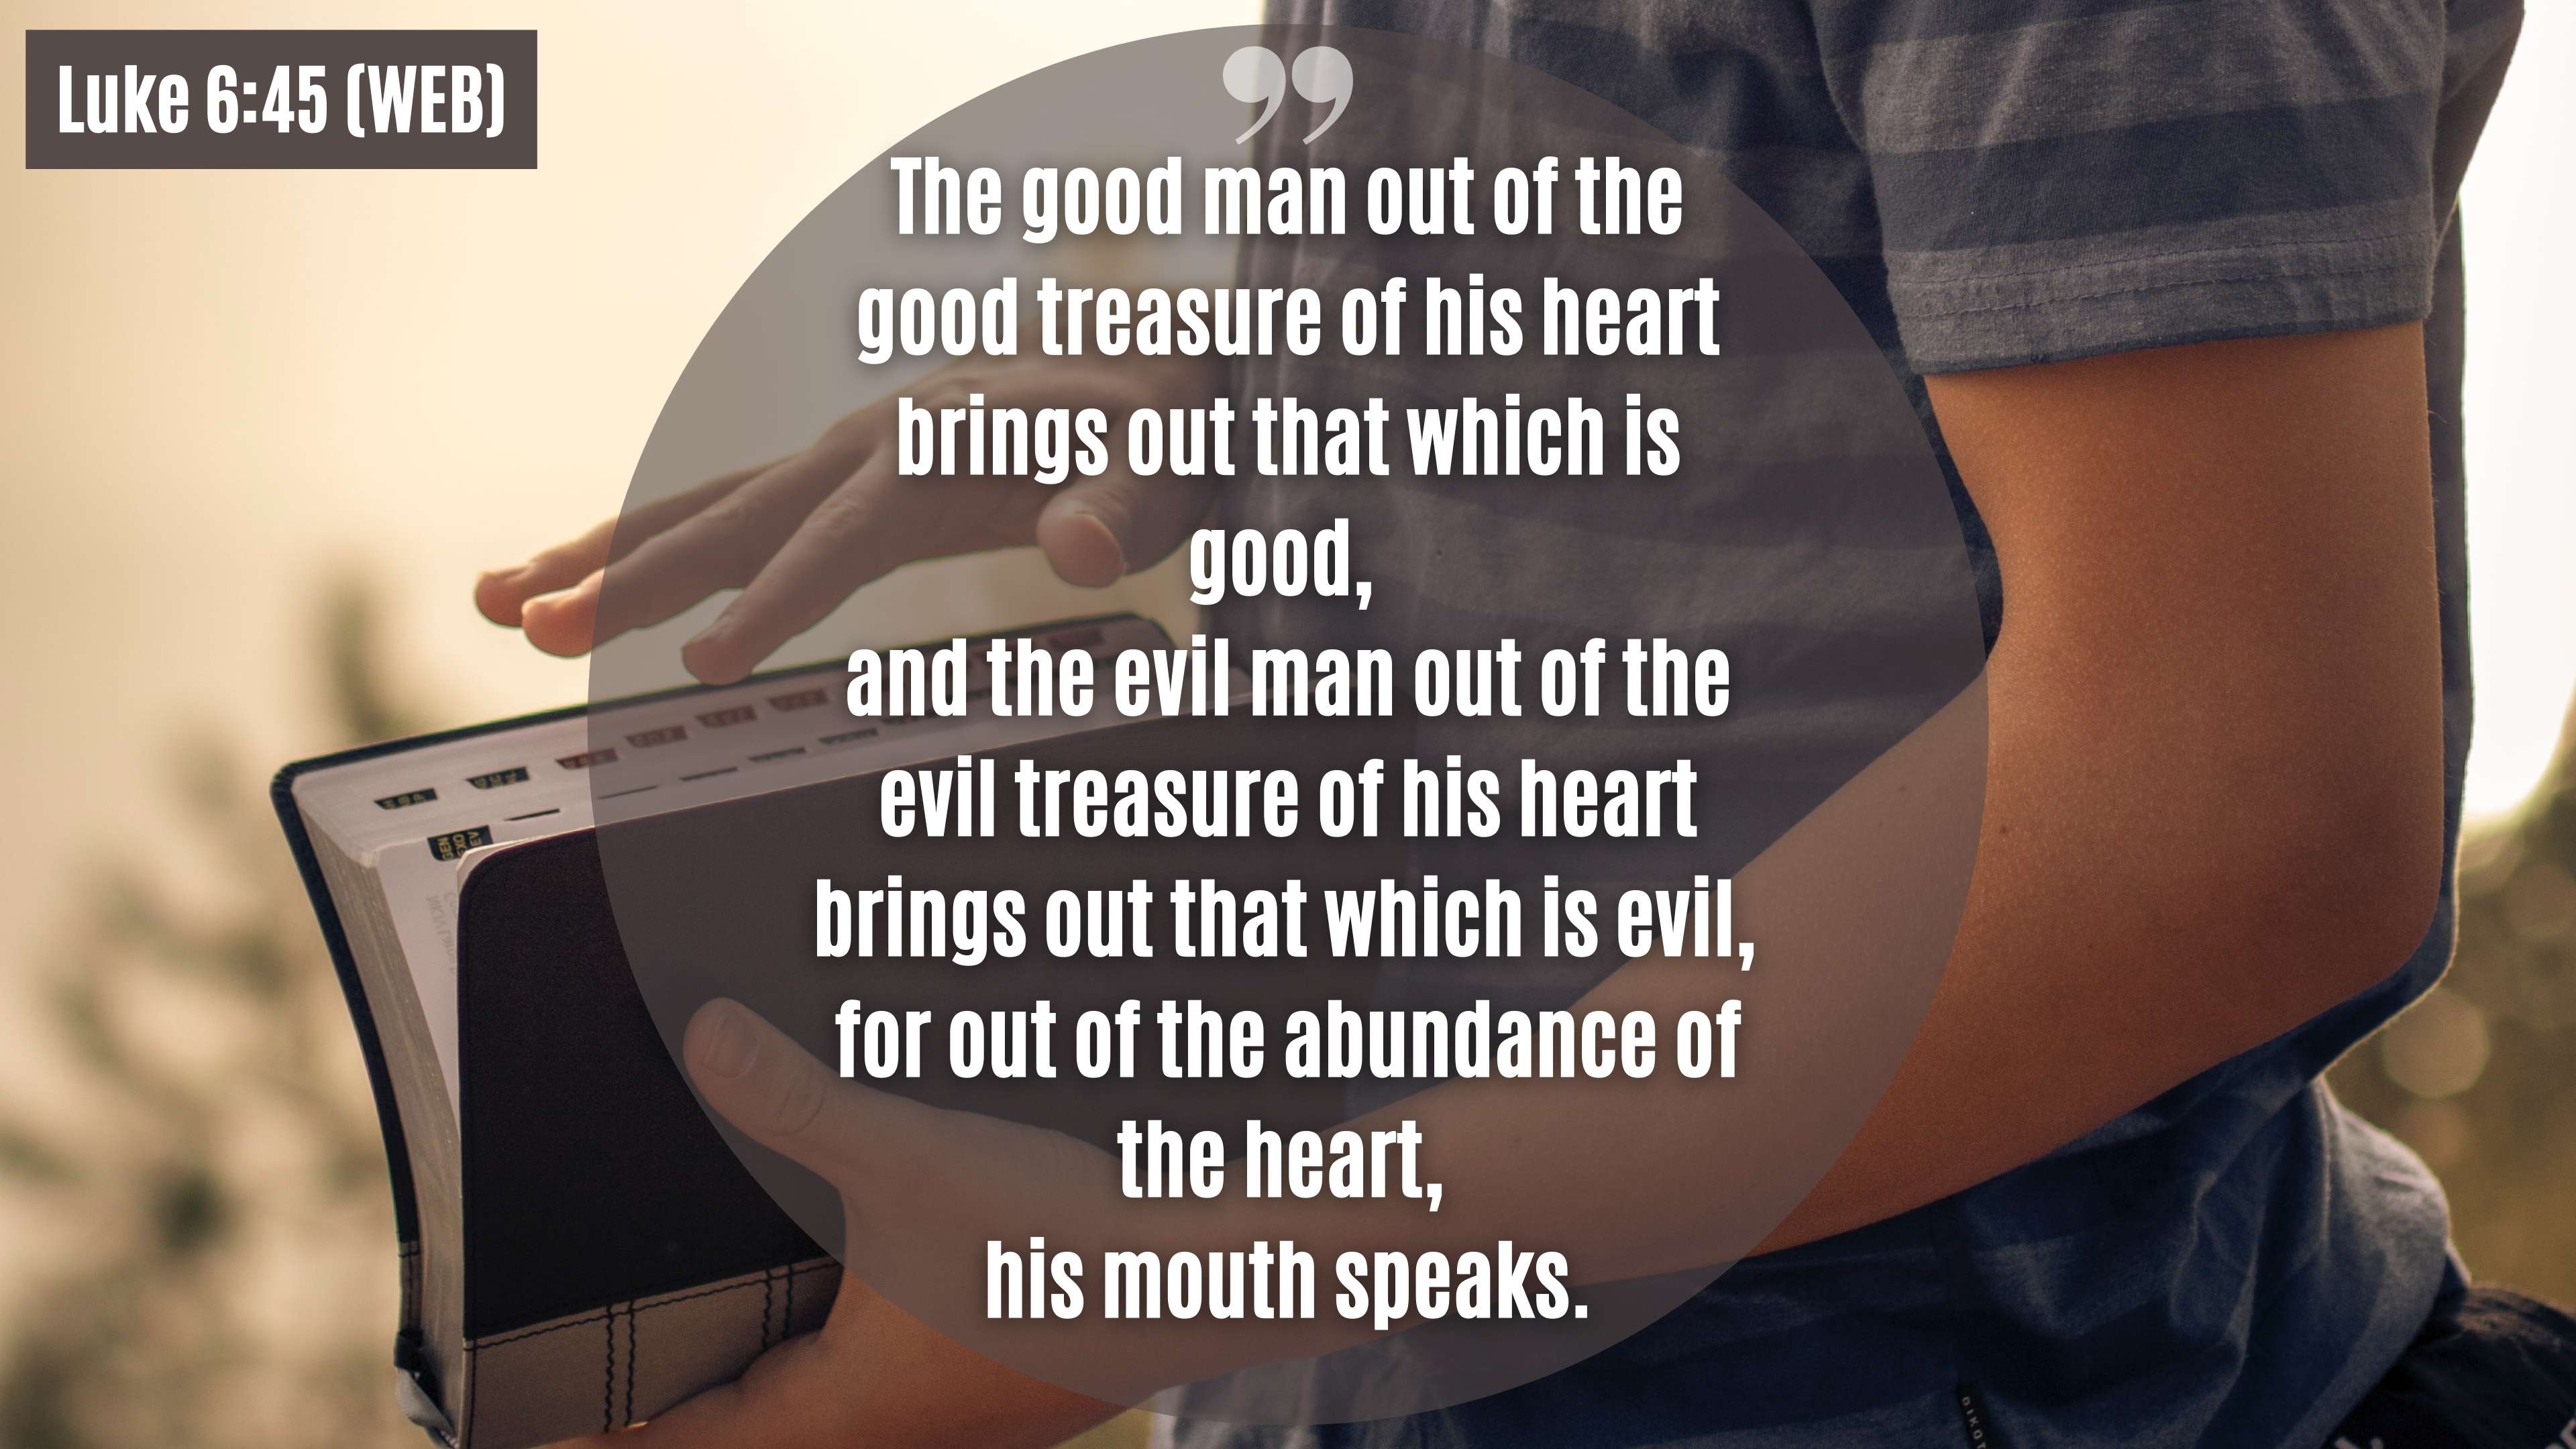 Luke 6:45 (WEB)
”
The good man out of the
good treasure of his heart
brings out that which is
good,
and the evil man out of the
evil treasure of his heart
brings out that which is evil,
for out of the abundance of
the heart,
his mouth speaks.
GEN
EXO